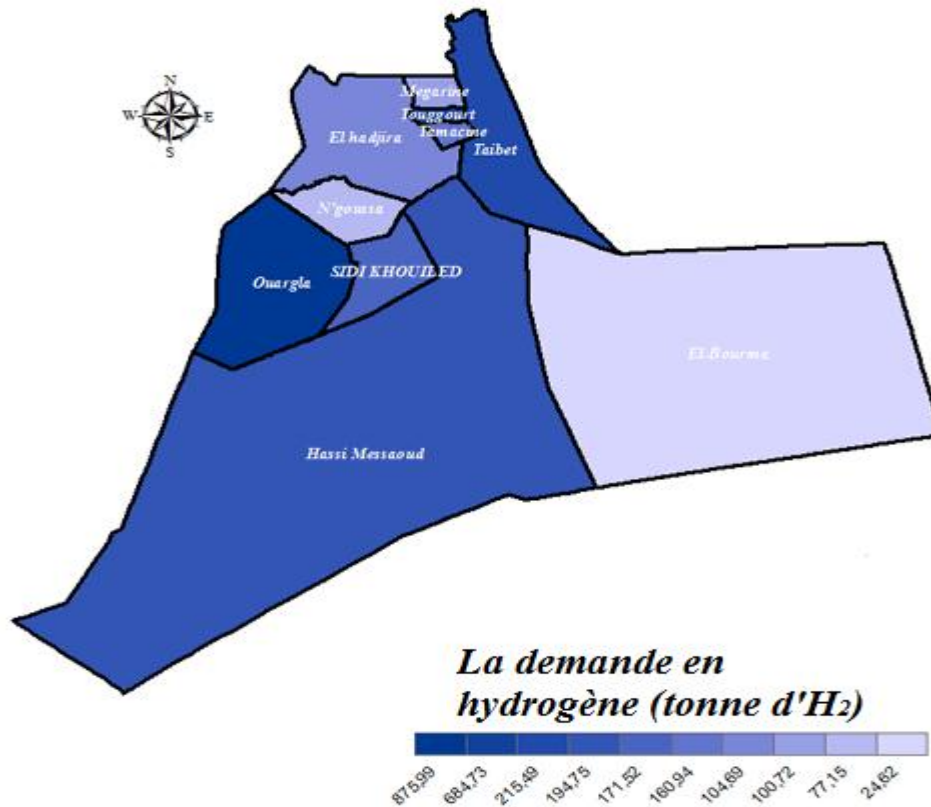 N
W E
S
Megarine
Touggourt
Tamacine
El hadjira
Taibet
N'goussa
SIDI KHOUILED
Ouargla
El-Bourma
Hassi Messaoud
La demande en
hydrogène (tonne d'H₂)
875,99 684,73 215,49 194,75 171,52 160,94 104,69 100,72 77,15 24,62